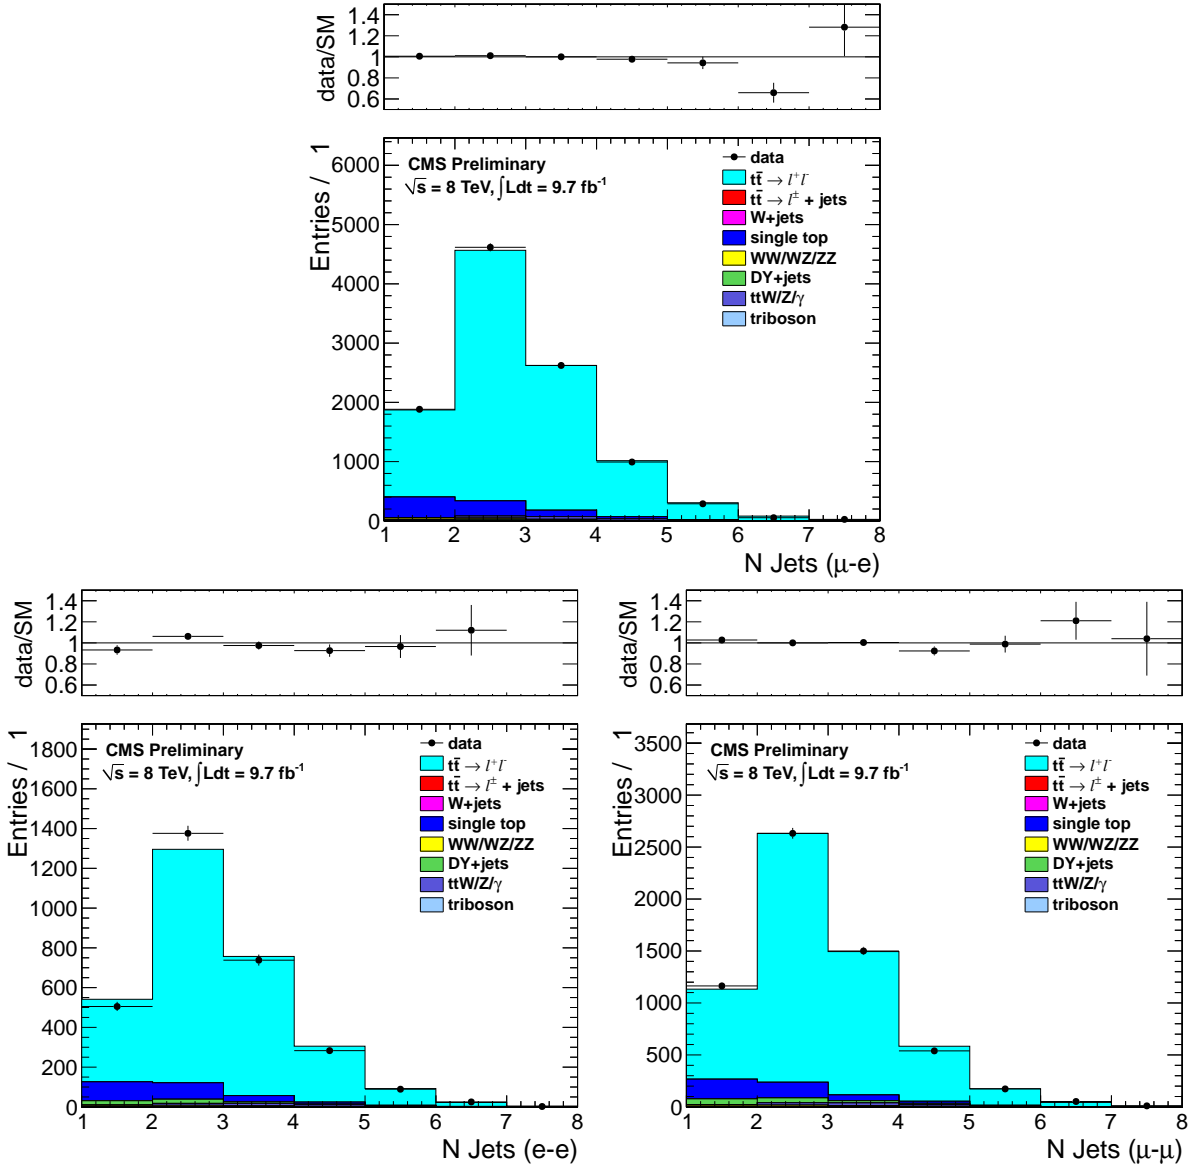 data/SM
1.4
1.2
1
0.8
0.6
Entries / 1
6000
5000
4000
3000
2000
1000
0
CMS Preliminary
√s = 8 TeV, ∫Ldt = 9.7 fb⁻¹
data
tt̄ → l⁺l⁻
tt̄ → l± + jets
W+jets
single top
WW/WZ/ZZ
DY+jets
ttW/Z/γ
triboson
1 2 3 4 5 6 7 8
N Jets (μ-e)
data/SM
1.4
1.2
1
0.8
0.6
Entries / 1
1800
1600
1400
1200
1000
800
600
400
200
0
CMS Preliminary
√s = 8 TeV, ∫Ldt = 9.7 fb⁻¹
data
tt̄ → l⁺l⁻
tt̄ → l± + jets
W+jets
single top
WW/WZ/ZZ
DY+jets
ttW/Z/γ
triboson
1 2 3 4 5 6 7 8
N Jets (e-e)
data/SM
1.4
1.2
1
0.8
0.6
Entries / 1
3500
3000
2500
2000
1500
1000
500
0
CMS Preliminary
√s = 8 TeV, ∫Ldt = 9.7 fb⁻¹
data
tt̄ → l⁺l⁻
tt̄ → l± + jets
W+jets
single top
WW/WZ/ZZ
DY+jets
ttW/Z/γ
triboson
1 2 3 4 5 6 7 8
N Jets (μ-μ)